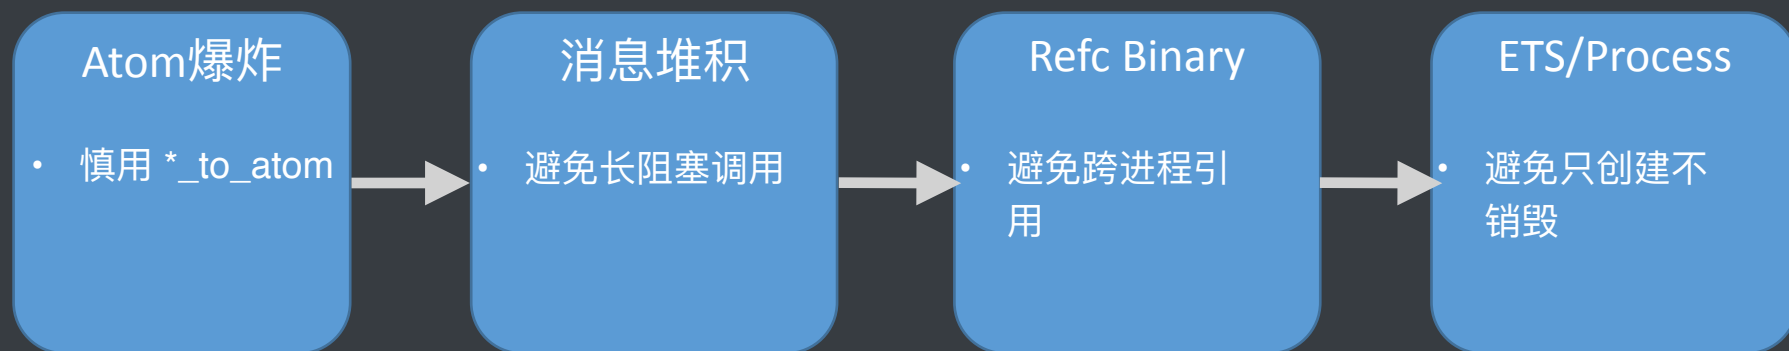 Atom爆炸
• 慎用 *_to_atom
消息堆积
• 避免长阻塞调用
Refc Binary
• 避免跨进程引
用
ETS/Process
• 避免只创建不
销毁